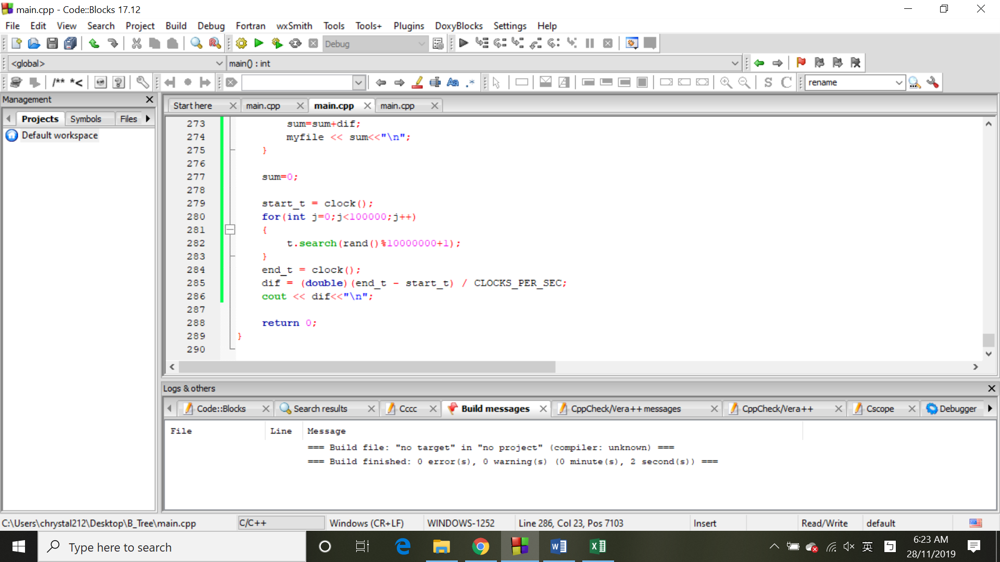 main.cpp - Code::Blocks 17.12
File Edit View Search Project Build Debug Fortran wxSmith Tools Tools+ Plugins DoxyBlocks Settings Help
Debug
<global> main() : int
/** *< Aa .* S C rename
Management
Projects Symbols Files
Default workspace
Start here main.cpp main.cpp main.cpp
273 sum=sum+dif;
274 myfile << sum<<"\n";
275 }
276
277 sum=0;
278
279 start_t = clock();
280 for(int j=0;j<100000;j++)
281 {
282 t.search(rand()%10000000+1);
283 }
284 end_t = clock();
285 dif = (double)(end_t - start_t) / CLOCKS_PER_SEC;
286 cout << dif<<"\n";
287
288 return 0;
289 }
290
Logs & others
Code::Blocks Search results Cccc Build messages CppCheck/Vera++ messages CppCheck/Vera++ Cscope Debugger
File Line Message
=== Build file: "no target" in "no project" (compiler: unknown) ===
=== Build finished: 0 error(s), 0 warning(s) (0 minute(s), 2 second(s)) ===
C:\Users\chrystal212\Desktop\B_Tree\main.cpp C/C++ Windows (CR+LF) WINDOWS-1252 Line 286, Col 23, Pos 7103 Insert Read/Write default
Type here to search
英 ㄅ
6:23 AM
28/11/2019